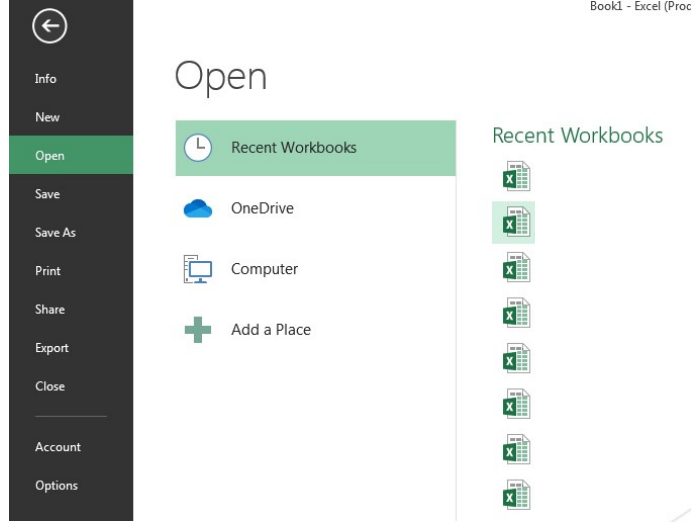 Book1 - Excel (Prod
Info
New
Open
Save
Save As
Print
Share
Export
Close
Account
Options
Open
Recent Workbooks
OneDrive
Computer
Add a Place
Recent Workbooks